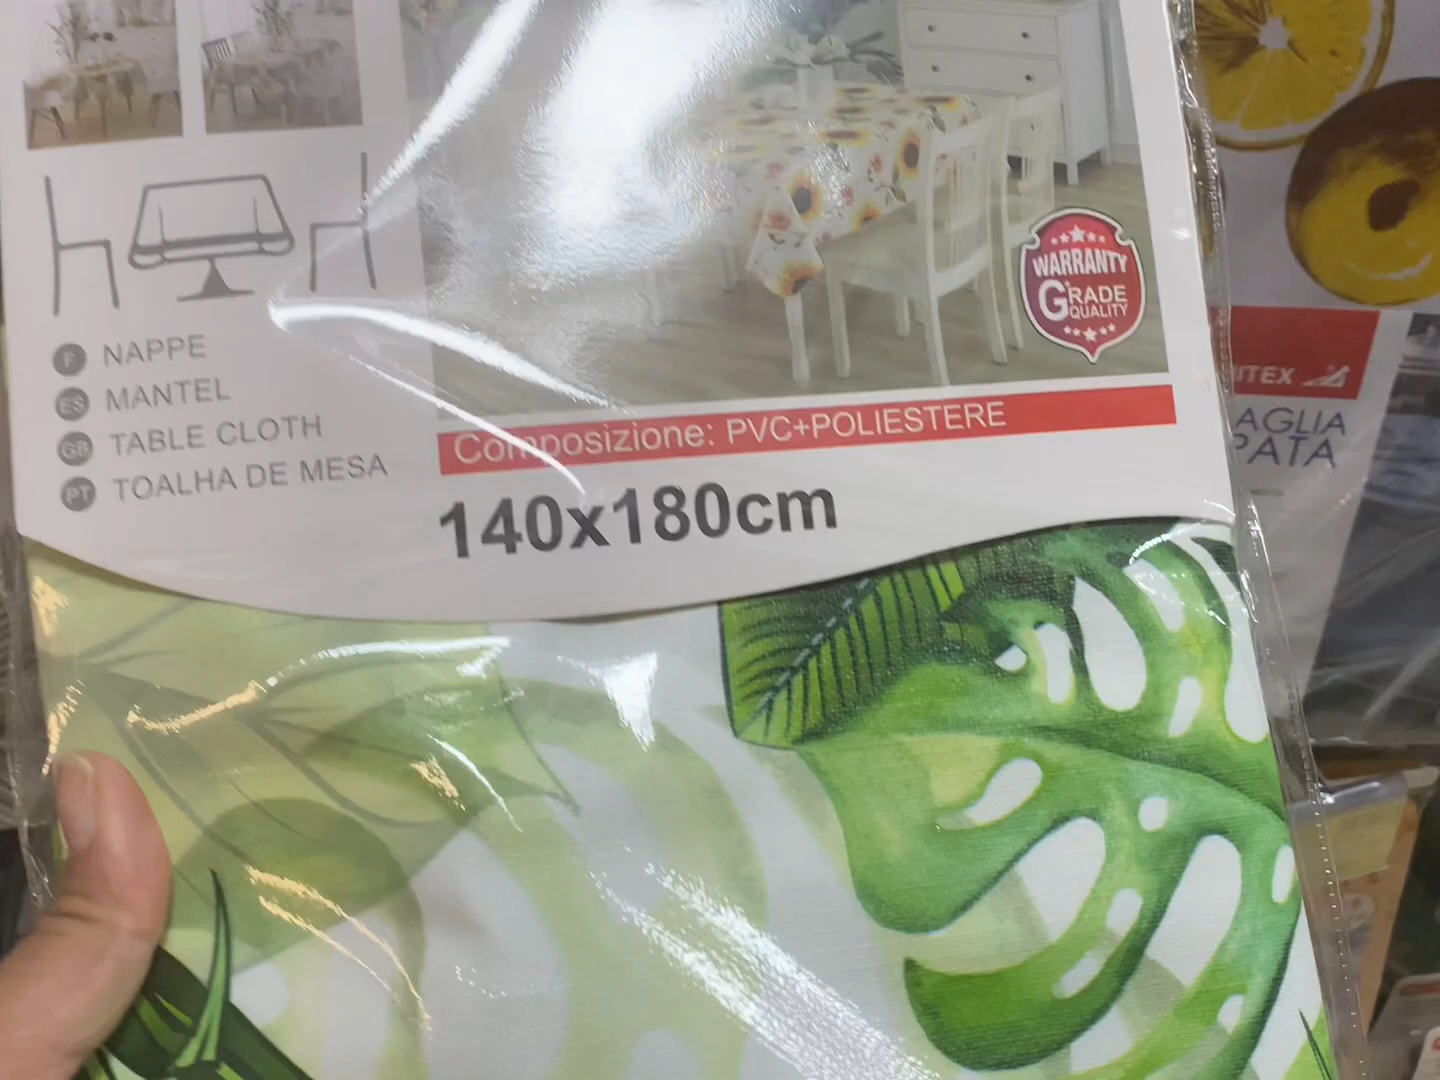 F NAPPE
ES MANTEL
GB TABLE CLOTH
PT TOALHA DE MESA
WARRANTY
GRADE
QUALITY
Composizione: PVC+POLIESTERE
140x180cm
ITEX
AGLIA
PATA